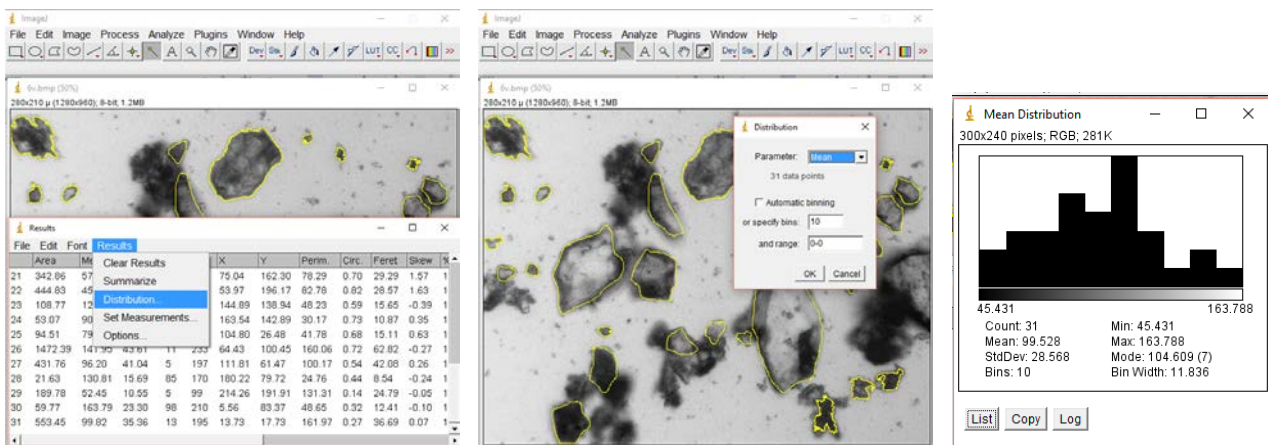 ImageJ
File Edit Image Process Analyze Plugins Window Help
Dev Stk LUT CC
6v.bmp (50%)
280x210 µ (1280x960); 8-bit; 1.2MB
Results
File Edit Font Results
Area X Y Perim. Circ. Feret Skew
Clear Results
Summarize
Distribution...
Set Measurements...
Options...
21 342.86 75.04 162.30 78.29 0.70 29.29 1.57
22 444.83 53.97 196.17 82.78 0.82 28.57 1.63
23 108.77 144.89 138.94 48.23 0.59 15.65 -0.39
24 53.07 163.54 142.89 30.17 0.73 10.87 0.35
25 94.51 104.80 26.48 41.78 0.68 15.11 0.63
26 1472.39 141.95 43.61 11 233 64.43 100.45 160.06 0.72 62.82 -0.27
27 431.76 96.20 41.04 5 197 111.81 61.47 100.17 0.54 42.08 0.26
28 21.63 130.81 15.69 85 170 180.22 79.72 24.76 0.44 8.54 -0.24
29 189.78 52.45 10.55 5 99 214.26 191.91 131.31 0.14 24.79 -0.05
30 59.77 163.79 23.30 98 210 5.56 83.37 48.65 0.32 12.41 -0.10
31 553.45 99.82 35.36 13 195 13.73 17.73 161.97 0.27 36.69 0.07
ImageJ
File Edit Image Process Analyze Plugins Window Help
Dev Stk LUT CC
6v.bmp (50%)
280x210 µ (1280x960); 8-bit; 1.2MB
Distribution
Parameter: Mean
31 data points
Automatic binning
or specify bins: 10
and range: 0-0
OK Cancel
Mean Distribution
300x240 pixels; RGB; 281K
45.431 163.788
Count: 31 Min: 45.431
Mean: 99.528 Max: 163.788
StdDev: 28.568 Mode: 104.609 (7)
Bins: 10 Bin Width: 11.836
List Copy Log